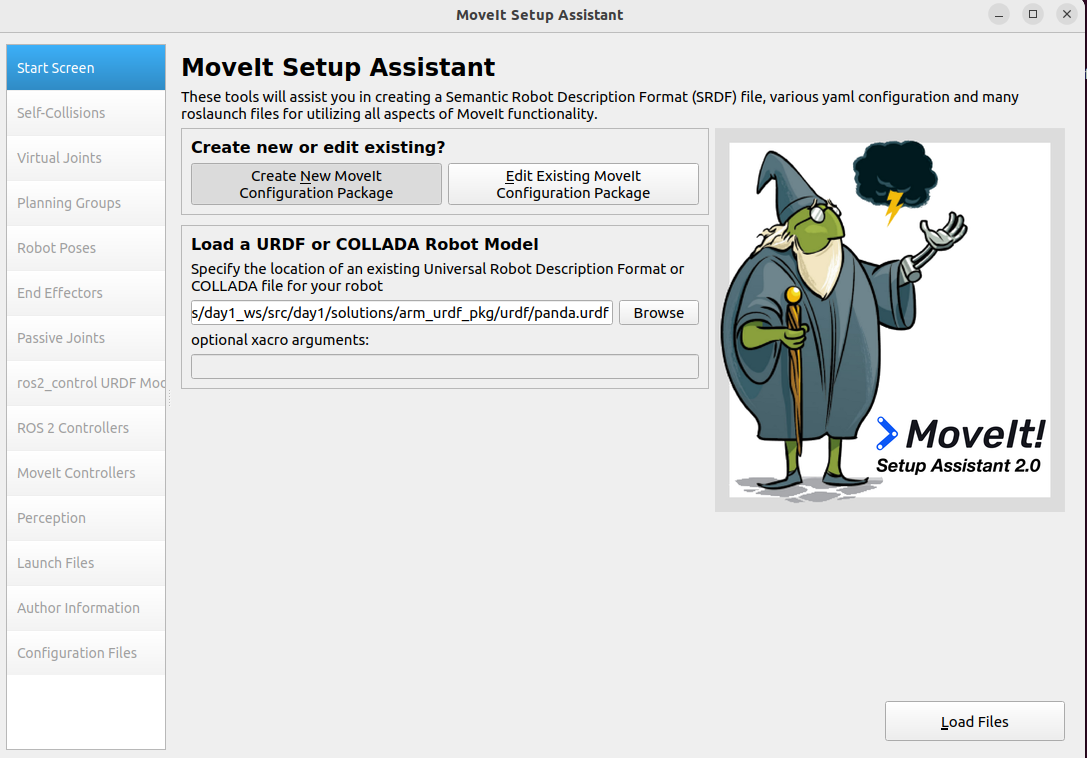 MoveIt Setup Assistant
Start Screen
Self-Collisions
Virtual Joints
Planning Groups
Robot Poses
End Effectors
Passive Joints
ros2_control URDF Moc
ROS 2 Controllers
MoveIt Controllers
Perception
Launch Files
Author Information
Configuration Files
MoveIt Setup Assistant
These tools will assist you in creating a Semantic Robot Description Format (SRDF) file, various yaml configuration and many
roslaunch files for utilizing all aspects of MoveIt functionality.
Create new or edit existing?
Create New MoveIt
Configuration Package
Edit Existing MoveIt
Configuration Package
Load a URDF or COLLADA Robot Model
Specify the location of an existing Universal Robot Description Format or
COLLADA file for your robot
s/day1_ws/src/day1/solutions/arm_urdf_pkg/urdf/panda.urdf
Browse
optional xacro arguments:
MoveIt!
Setup Assistant 2.0
Load Files